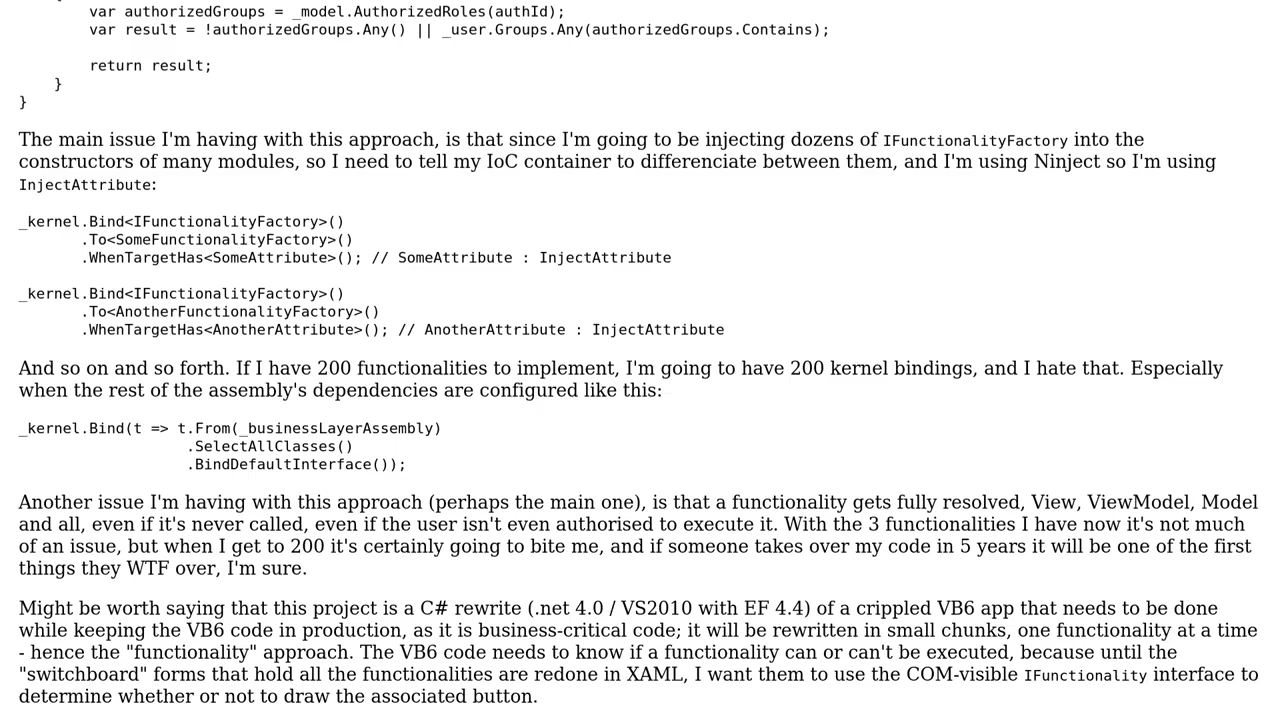 var authorizedGroups = _model.AuthorizedRoles(authId);
var result = !authorizedGroups.Any() || _user.Groups.Any(authorizedGroups.Contains);
return result;
}
}
The main issue I'm having with this approach, is that since I'm going to be injecting dozens of IFunctionalityFactory into the
constructors of many modules, so I need to tell my IoC container to differenciate between them, and I'm using Ninject so I'm using
InjectAttribute:
_kernel.Bind<IFunctionalityFactory>()
.To<SomeFunctionalityFactory>()
.WhenTargetHas<SomeAttribute>(); // SomeAttribute : InjectAttribute
_kernel.Bind<IFunctionalityFactory>()
.To<AnotherFunctionalityFactory>()
.WhenTargetHas<AnotherAttribute>(); // AnotherAttribute : InjectAttribute
And so on and so forth. If I have 200 functionalities to implement, I'm going to have 200 kernel bindings, and I hate that. Especially
when the rest of the assembly's dependencies are configured like this:
_kernel.Bind(t => t.From(_businessLayerAssembly)
.SelectAllClasses()
.BindDefaultInterface());
Another issue I'm having with this approach (perhaps the main one), is that a functionality gets fully resolved, View, ViewModel, Model
and all, even if it's never called, even if the user isn't even authorised to execute it. With the 3 functionalities I have now it's not much
of an issue, but when I get to 200 it's certainly going to bite me, and if someone takes over my code in 5 years it will be one of the first
things they WTF over, I'm sure.
Might be worth saying that this project is a C# rewrite (.net 4.0 / VS2010 with EF 4.4) of a crippled VB6 app that needs to be done
while keeping the VB6 code in production, as it is business-critical code; it will be rewritten in small chunks, one functionality at a time
- hence the "functionality" approach. The VB6 code needs to know if a functionality can or can't be executed, because until the
"switchboard" forms that hold all the functionalities are redone in XAML, I want them to use the COM-visible IFunctionality interface to
determine whether or not to draw the associated button.